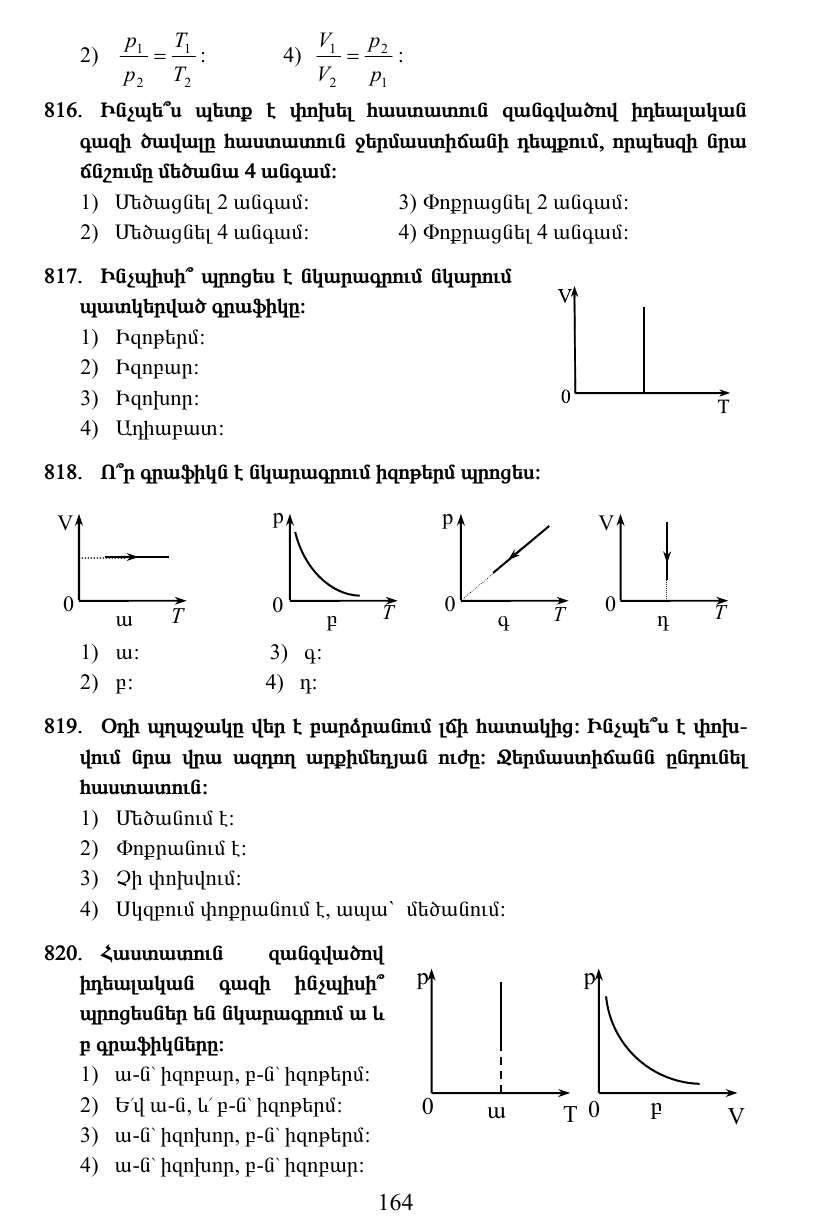 2) p₁/p₂ = T₁/T₂ : 4) V₁/V₂ = p₂/p₁ :
816. Ինչպե՞ս պետք է փոխել հաստատուն զանգվածով իդեալական
գազի ծավալը հաստատուն ջերմաստիճանի դեպքում, որպեսզի նրա
ճնշումը մեծանա 4 անգամ:
1) Մեծացնել 2 անգամ: 3) Փոքրացնել 2 անգամ:
2) Մեծացնել 4 անգամ: 4) Փոքրացնել 4 անգամ:
817. Ինչպիսի՞ պրոցես է նկարագրում նկարում
պատկերված գրաֆիկը:
1) Իզոթերմ:
2) Իզոբար:
3) Իզոխոր:
4) Ադիաբատ:
V
0
T
818. Ո՞ր գրաֆիկն է նկարագրում իզոթերմ պրոցես:
V p p V
0 T 0 T 0 T 0 T
ա բ գ դ
1) ա: 3) գ:
2) բ: 4) դ:
819. Օդի պղպջակը վեր է բարձրանում լճի հատակից: Ինչպե՞ս է փոխ-
վում նրա վրա ազդող արքիմեդյան ուժը: Ջերմաստիճանն ընդունել
հաստատուն:
1) Մեծանում է:
2) Փոքրանում է:
3) Չի փոխվում:
4) Սկզբում փոքրանում է, ապա՝ մեծանում:
820. Հաստատուն զանգվածով
իդեալական գազի ինչպիսի՞
պրոցեսներ են նկարագրում ա և
բ գրաֆիկները:
1) ա-ն՝ իզոբար, բ-ն՝ իզոթերմ:
2) Ե՛վ ա-ն, և՛ բ-ն՝ իզոթերմ:
3) ա-ն՝ իզոխոր, բ-ն՝ իզոթերմ:
4) ա-ն՝ իզոխոր, բ-ն՝ իզոբար:
p p
0 ա T 0 բ V
164